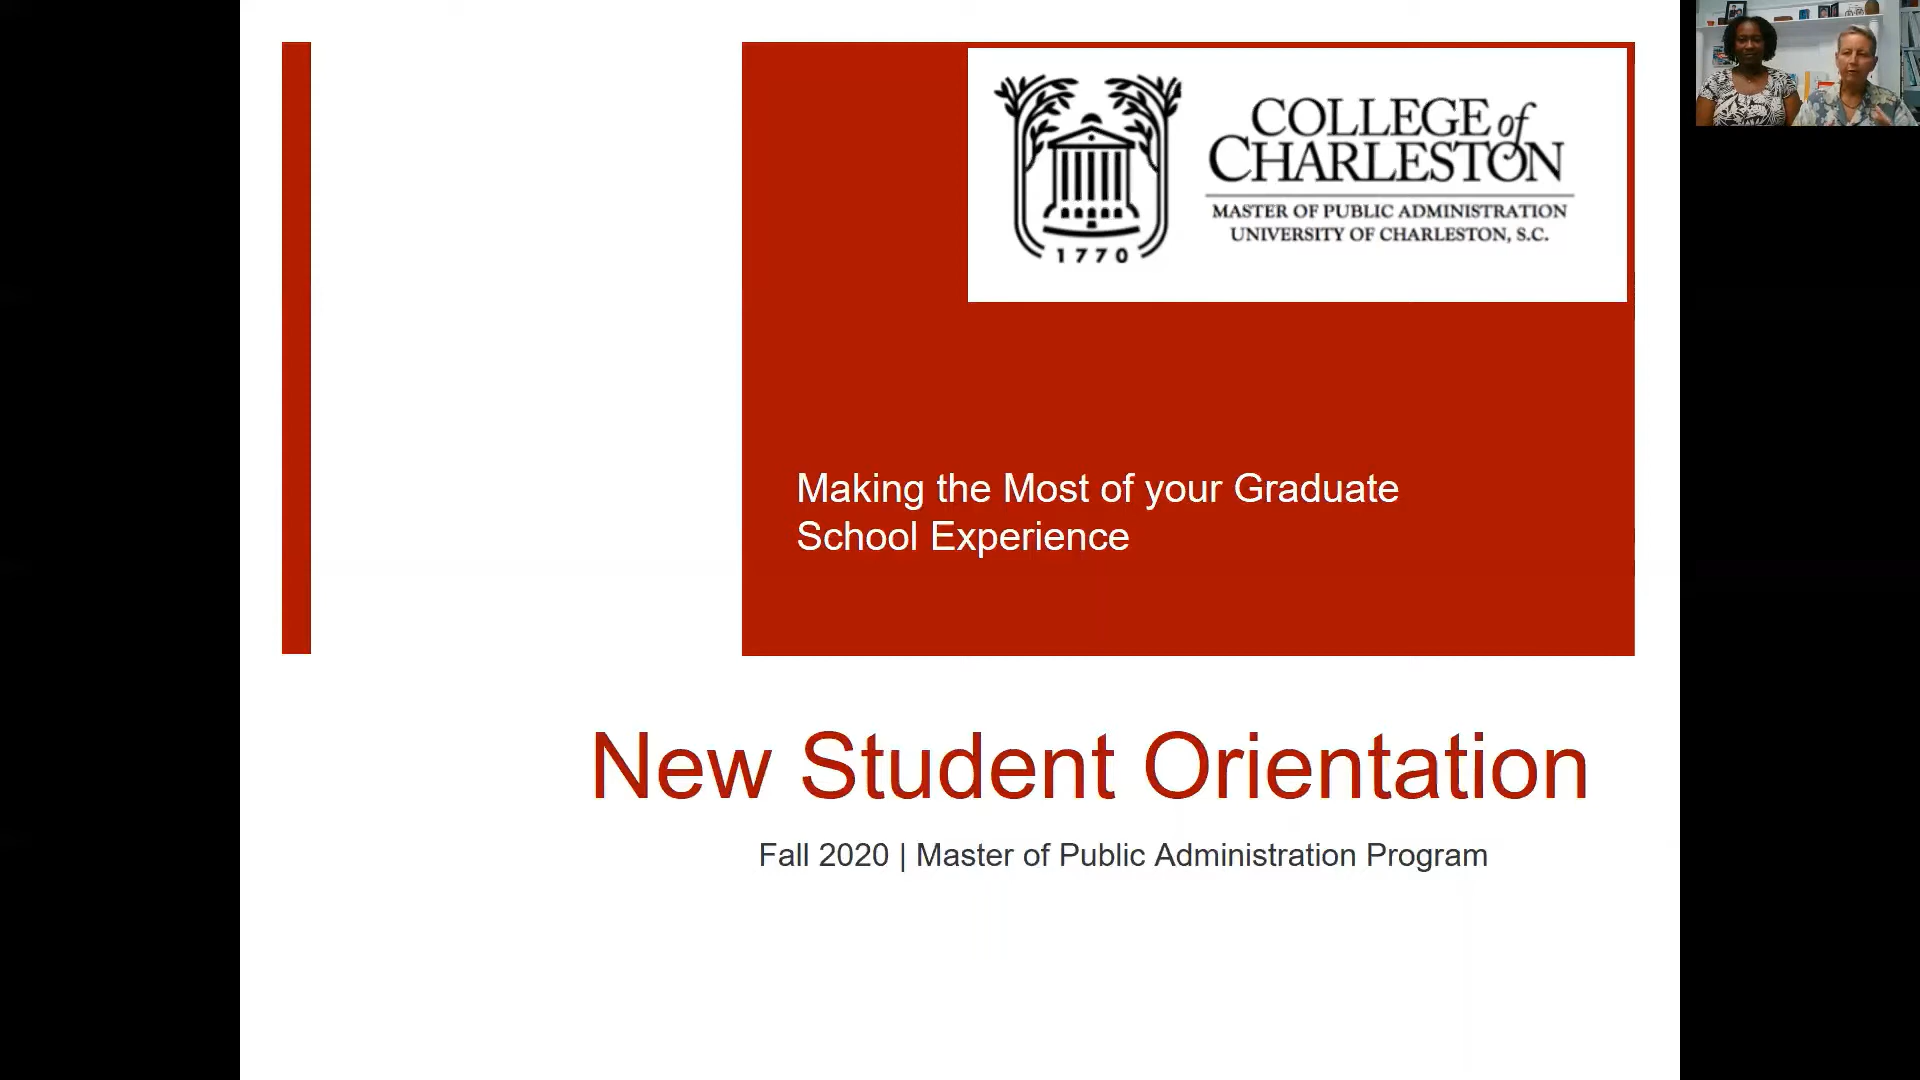 COLLEGE of
CHARLESTON
MASTER OF PUBLIC ADMINISTRATION
UNIVERSITY OF CHARLESTON, S.C.
1770
Making the Most of your Graduate
School Experience
New Student Orientation
Fall 2020 | Master of Public Administration Program